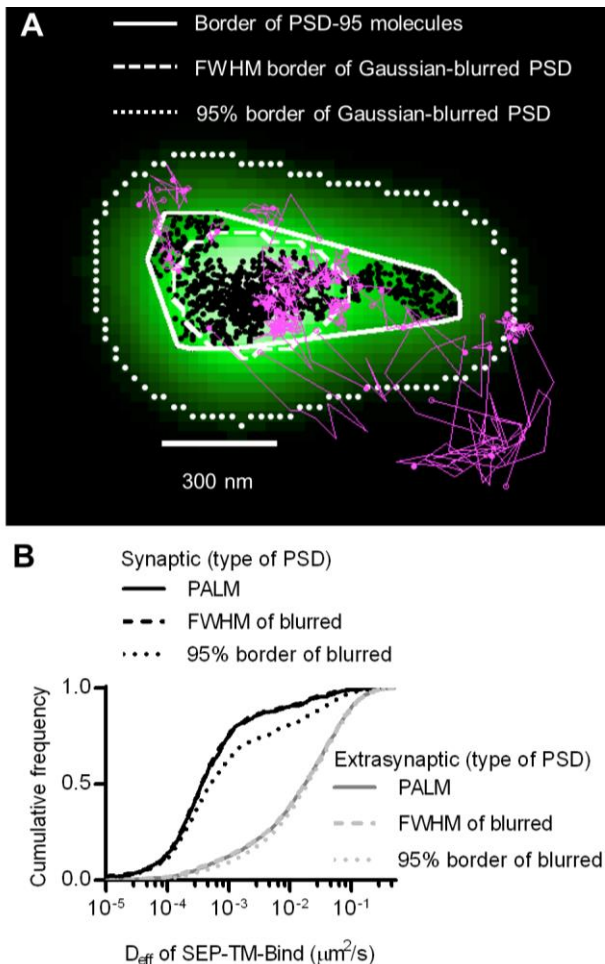 A
Border of PSD-95 molecules
FWHM border of Gaussian-blurred PSD
95% border of Gaussian-blurred PSD
300 nm
B
Synaptic (type of PSD)
PALM
FWHM of blurred
95% border of blurred
Extrasynaptic (type of PSD)
PALM
FWHM of blurred
95% border of blurred
Cumulative frequency
1.0
0.5
0.0
10⁻⁵ 10⁻⁴ 10⁻³ 10⁻² 10⁻¹
D_eff of SEP-TM-Bind (μm²/s)